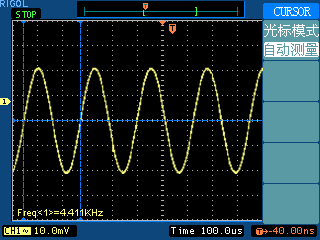 RIGOL
STOP
CURSOR
光标模式
自动测量
T
T
1
Freq<1>=4.411KHz
CH1 10.0mV Time 100.0us T→-40.00ns